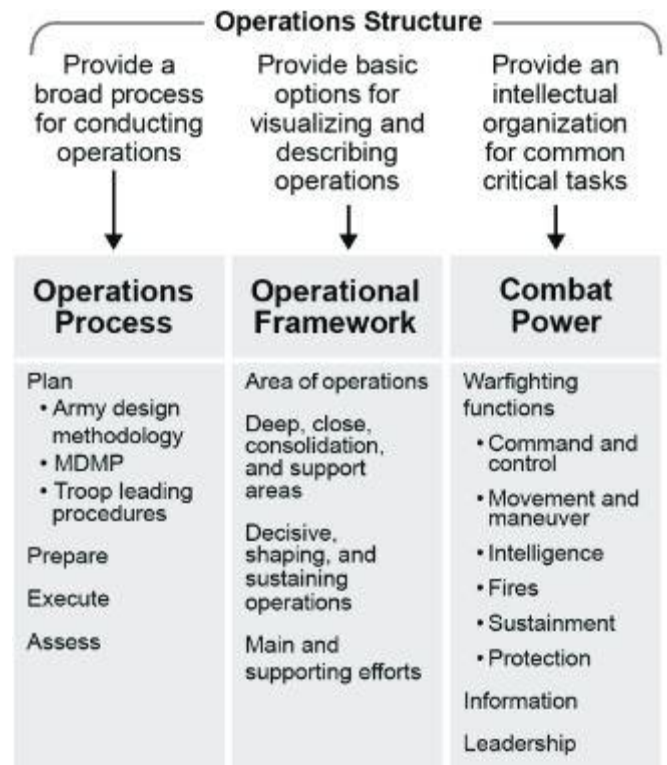 Operations Structure
Provide a
broad process
for conducting
operations
Provide basic
options for
visualizing and
describing
operations
Provide an
intellectual
organization
for common
critical tasks
Operations
Process
Plan
• Army design
methodology
• MDMP
• Troop leading
procedures
Prepare
Execute
Assess
Operational
Framework
Area of operations
Deep, close,
consolidation,
and support
areas
Decisive,
shaping, and
sustaining
operations
Main and
supporting efforts
Combat
Power
Warfighting
functions
• Command and
control
• Movement and
maneuver
• Intelligence
• Fires
• Sustainment
• Protection
Information
Leadership